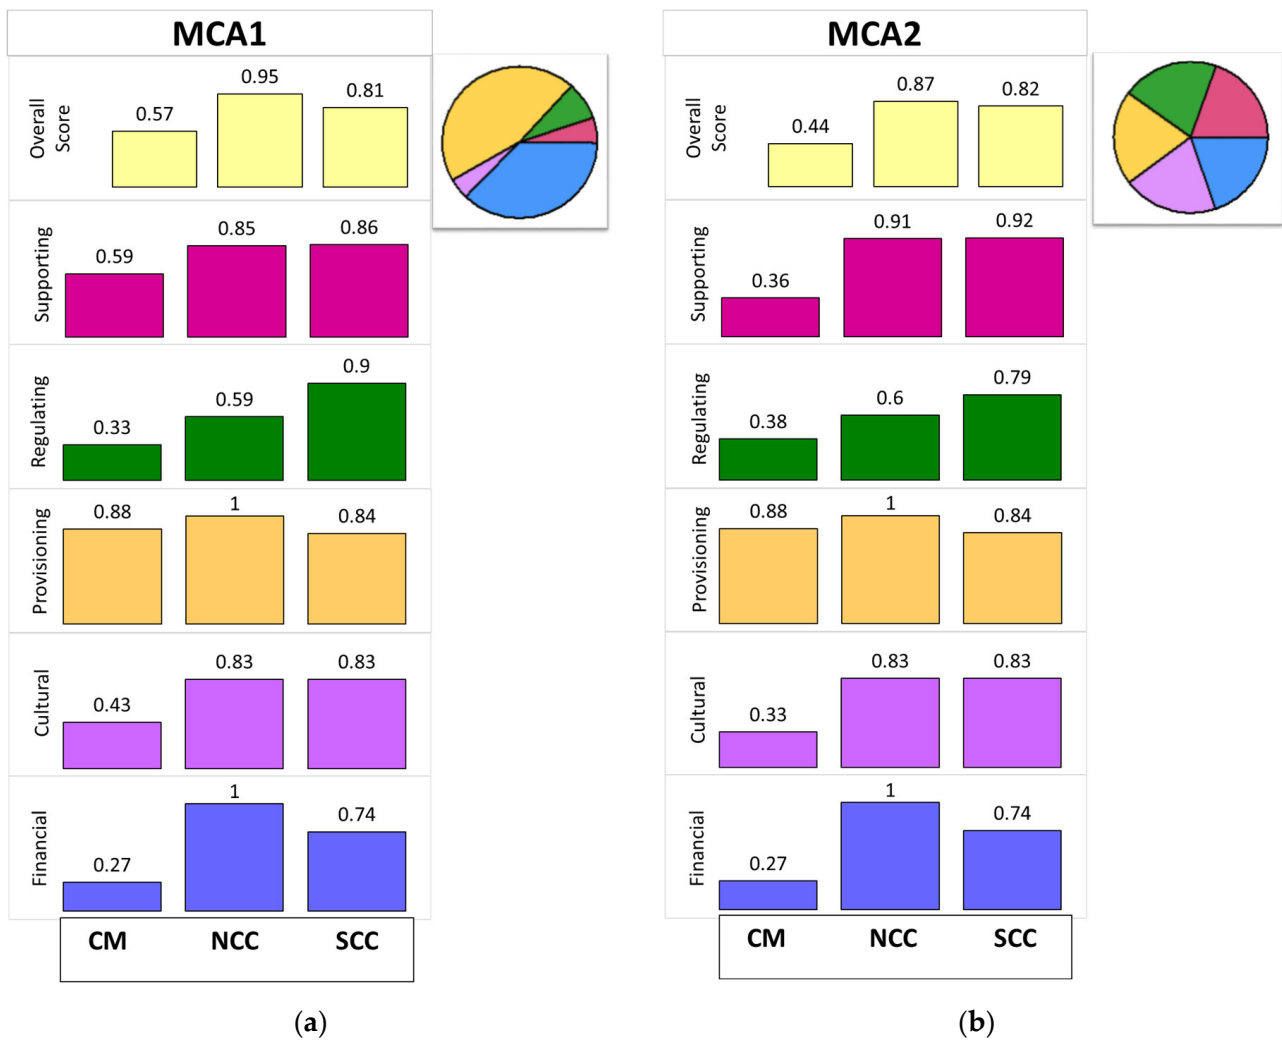 MCA1
Overall Score
0.57 0.95 0.81
Supporting
0.59 0.85 0.86
Regulating
0.33 0.59 0.9
Provisioning
0.88 1 0.84
Cultural
0.43 0.83 0.83
Financial
0.27 1 0.74
CM NCC SCC
(a)
MCA2
Overall Score
0.44 0.87 0.82
Supporting
0.36 0.91 0.92
Regulating
0.38 0.6 0.79
Provisioning
0.88 1 0.84
Cultural
0.33 0.83 0.83
Financial
0.27 1 0.74
CM NCC SCC
(b)